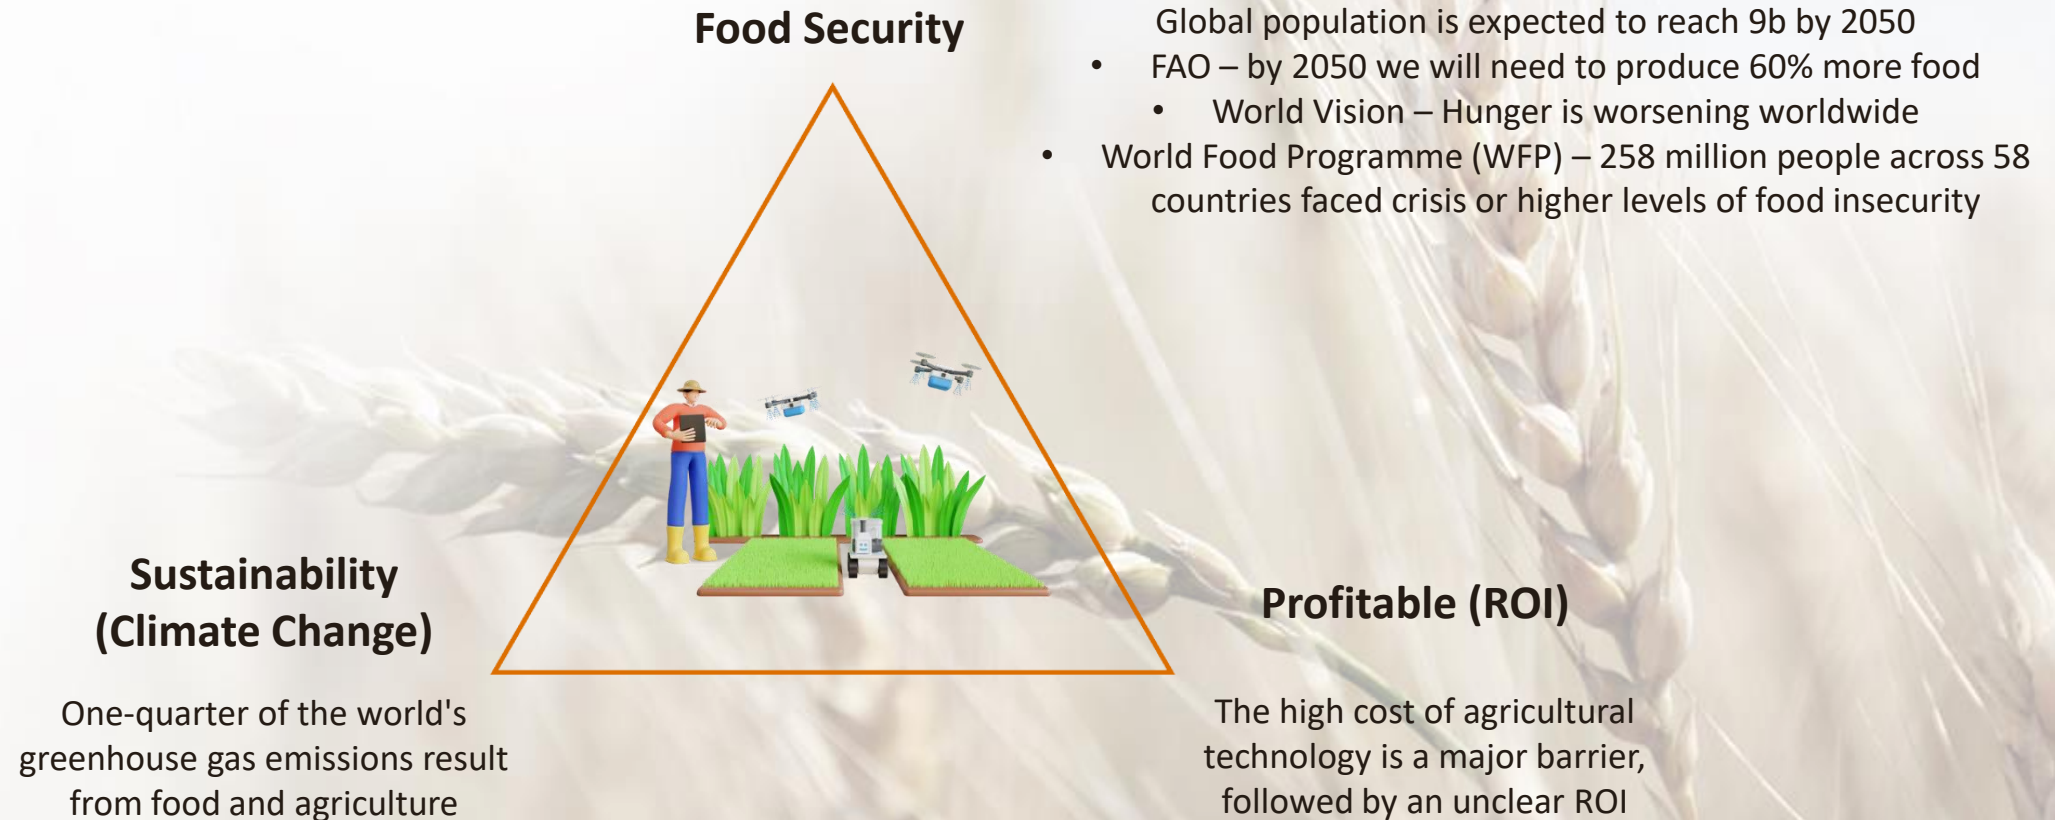 Food Security
Global population is expected to reach 9b by 2050
• FAO – by 2050 we will need to produce 60% more food
• World Vision – Hunger is worsening worldwide
• World Food Programme (WFP) – 258 million people across 58
countries faced crisis or higher levels of food insecurity
Sustainability
(Climate Change)
One-quarter of the world's
greenhouse gas emissions result
from food and agriculture
Profitable (ROI)
The high cost of agricultural
technology is a major barrier,
followed by an unclear ROI